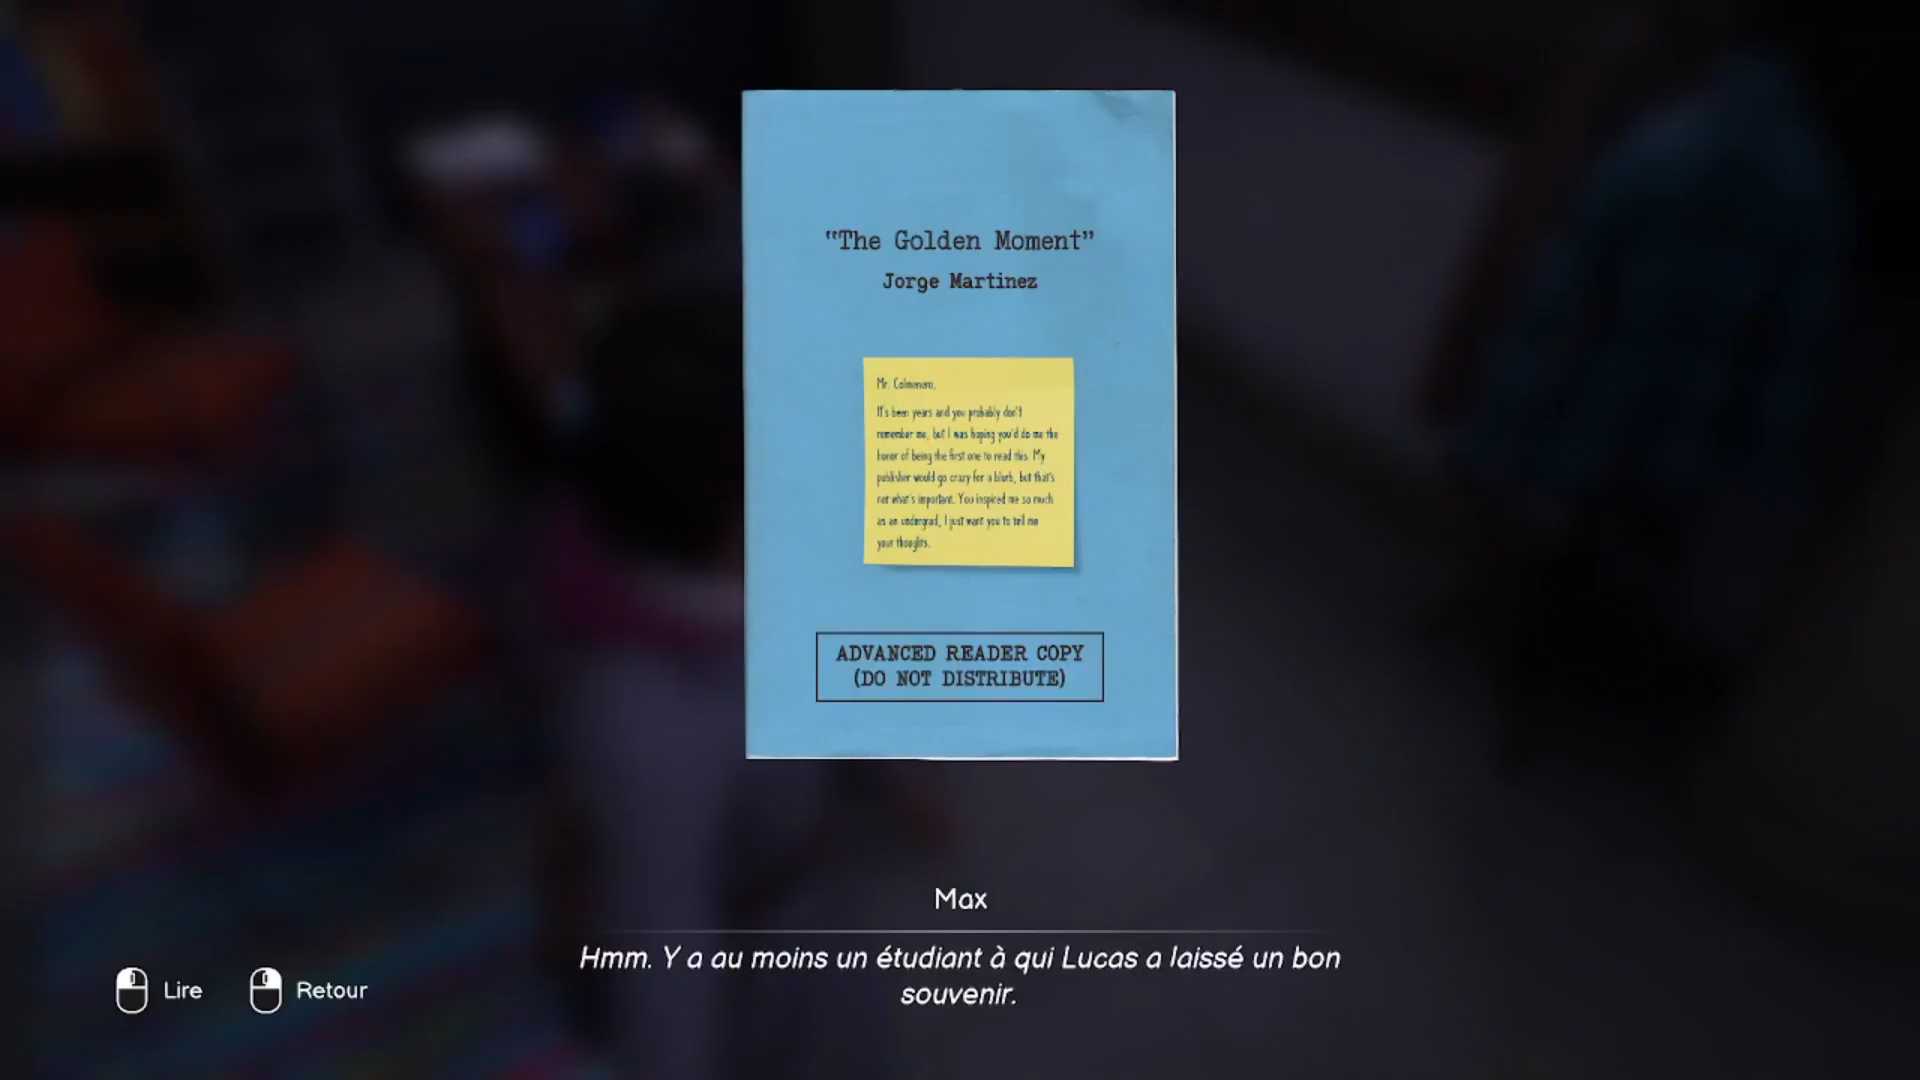 “The Golden Moment”
Jorge Martinez
Mr. Colmenero,
It's been years and you probably don't
remember me, but I was hoping you'd do me the
honor of being the first one to read this. My
publisher would go crazy for a blurb, but that's
not what's important. You inspired me so much
as an undergrad, I just want you to tell me
your thoughts.
ADVANCED READER COPY
(DO NOT DISTRIBUTE)
Max
Hmm. Y a au moins un étudiant à qui Lucas a laissé un bon
souvenir.
Lire
Retour